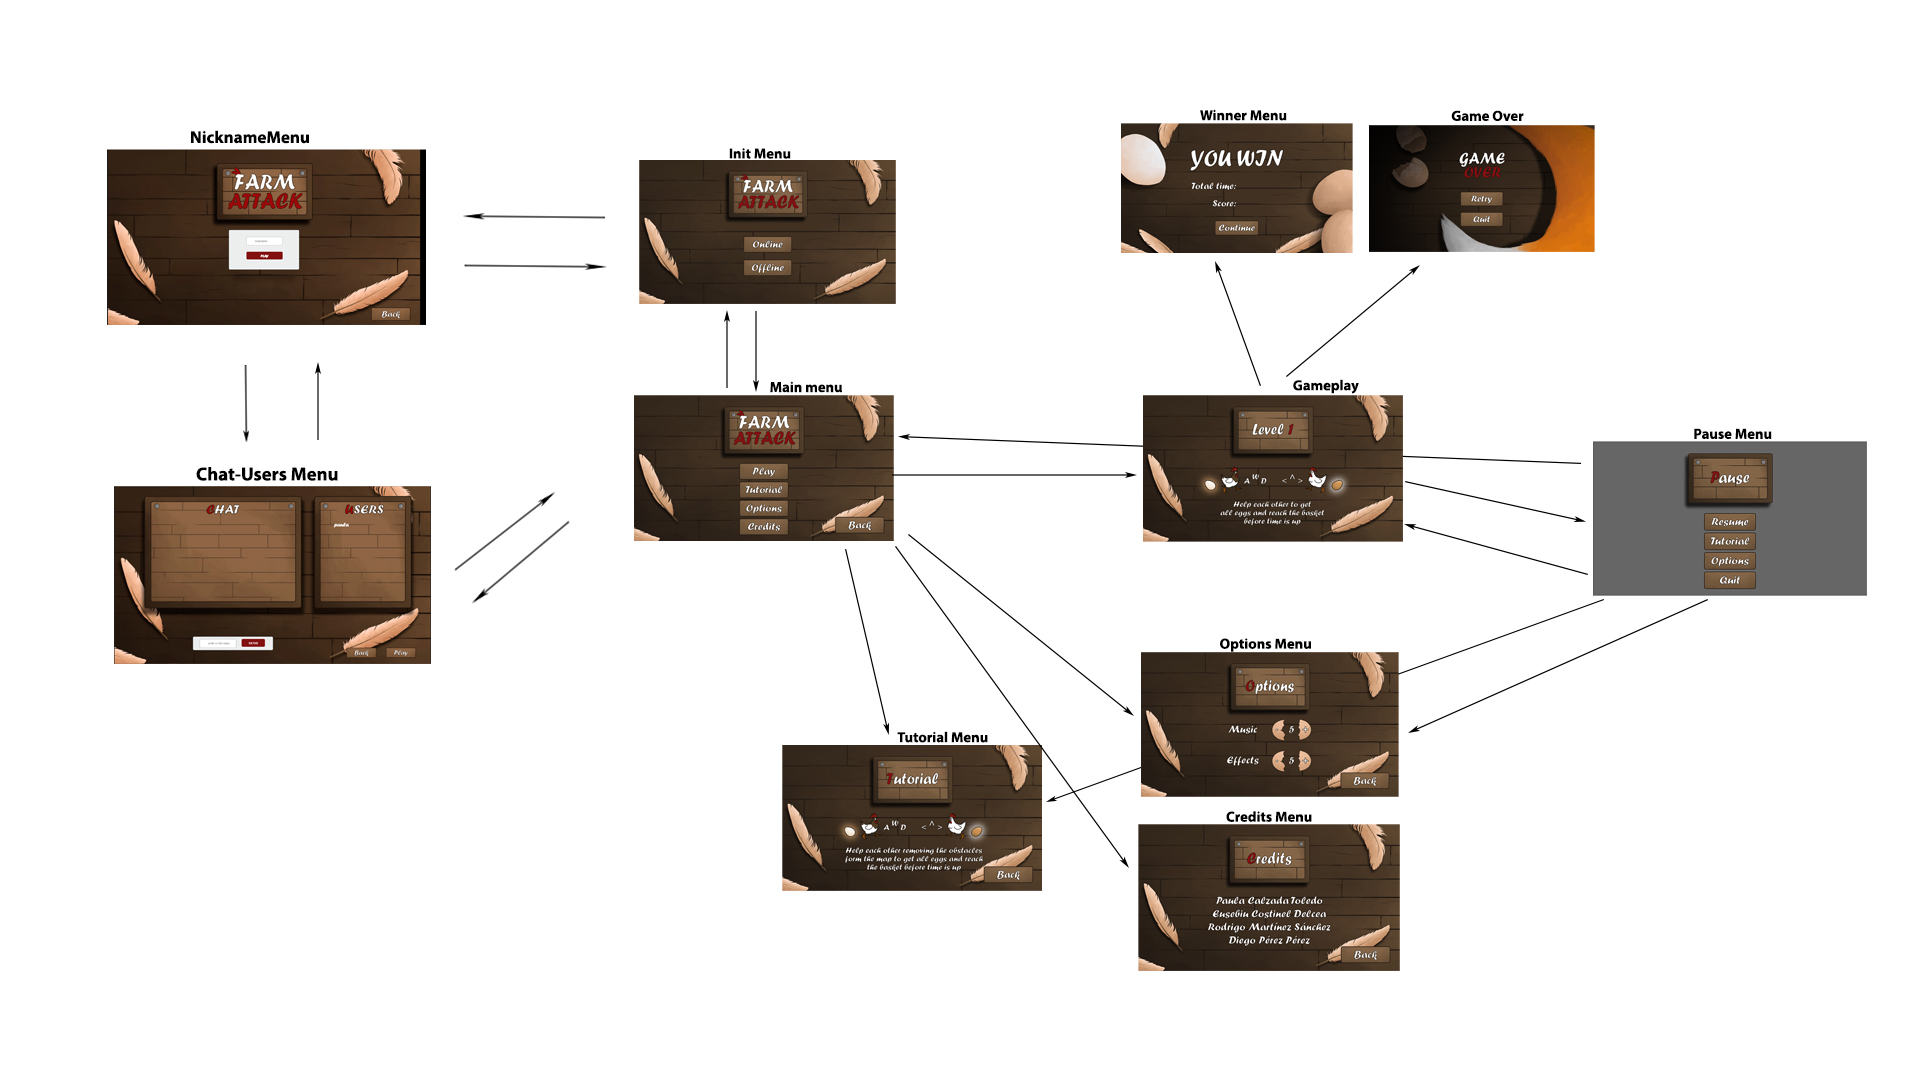 NicknameMenu
FARM
ATTACK
PLAY
Back
Init Menu
FARM
ATTACK
Online
Offline
Winner Menu
YOU WIN
Total time:
Score:
Continue
Game Over
GAME
OVER
Retry
Quit
Chat-Users Menu
CHAT
USERS
paula
Back
Play
Main menu
FARM
ATTACK
Play
Tutorial
Options
Credits
Back
Gameplay
Level 1
A W D < ^ >
Help each other to get
all eggs and reach the basket
before time is up
Pause Menu
Pause
Resume
Tutorial
Options
Quit
Options Menu
Options
Music 5
Effects 5
Back
Tutorial Menu
Tutorial
A W D < ^ >
Help each other removing the obstacles
form the map to get all eggs and reach
the basket before time is up
Back
Credits Menu
Credits
Paula Calzada Toledo
Eusebiu Costinel Delcea
Rodrigo Martínez Sánchez
Diego Pérez Pérez
Back